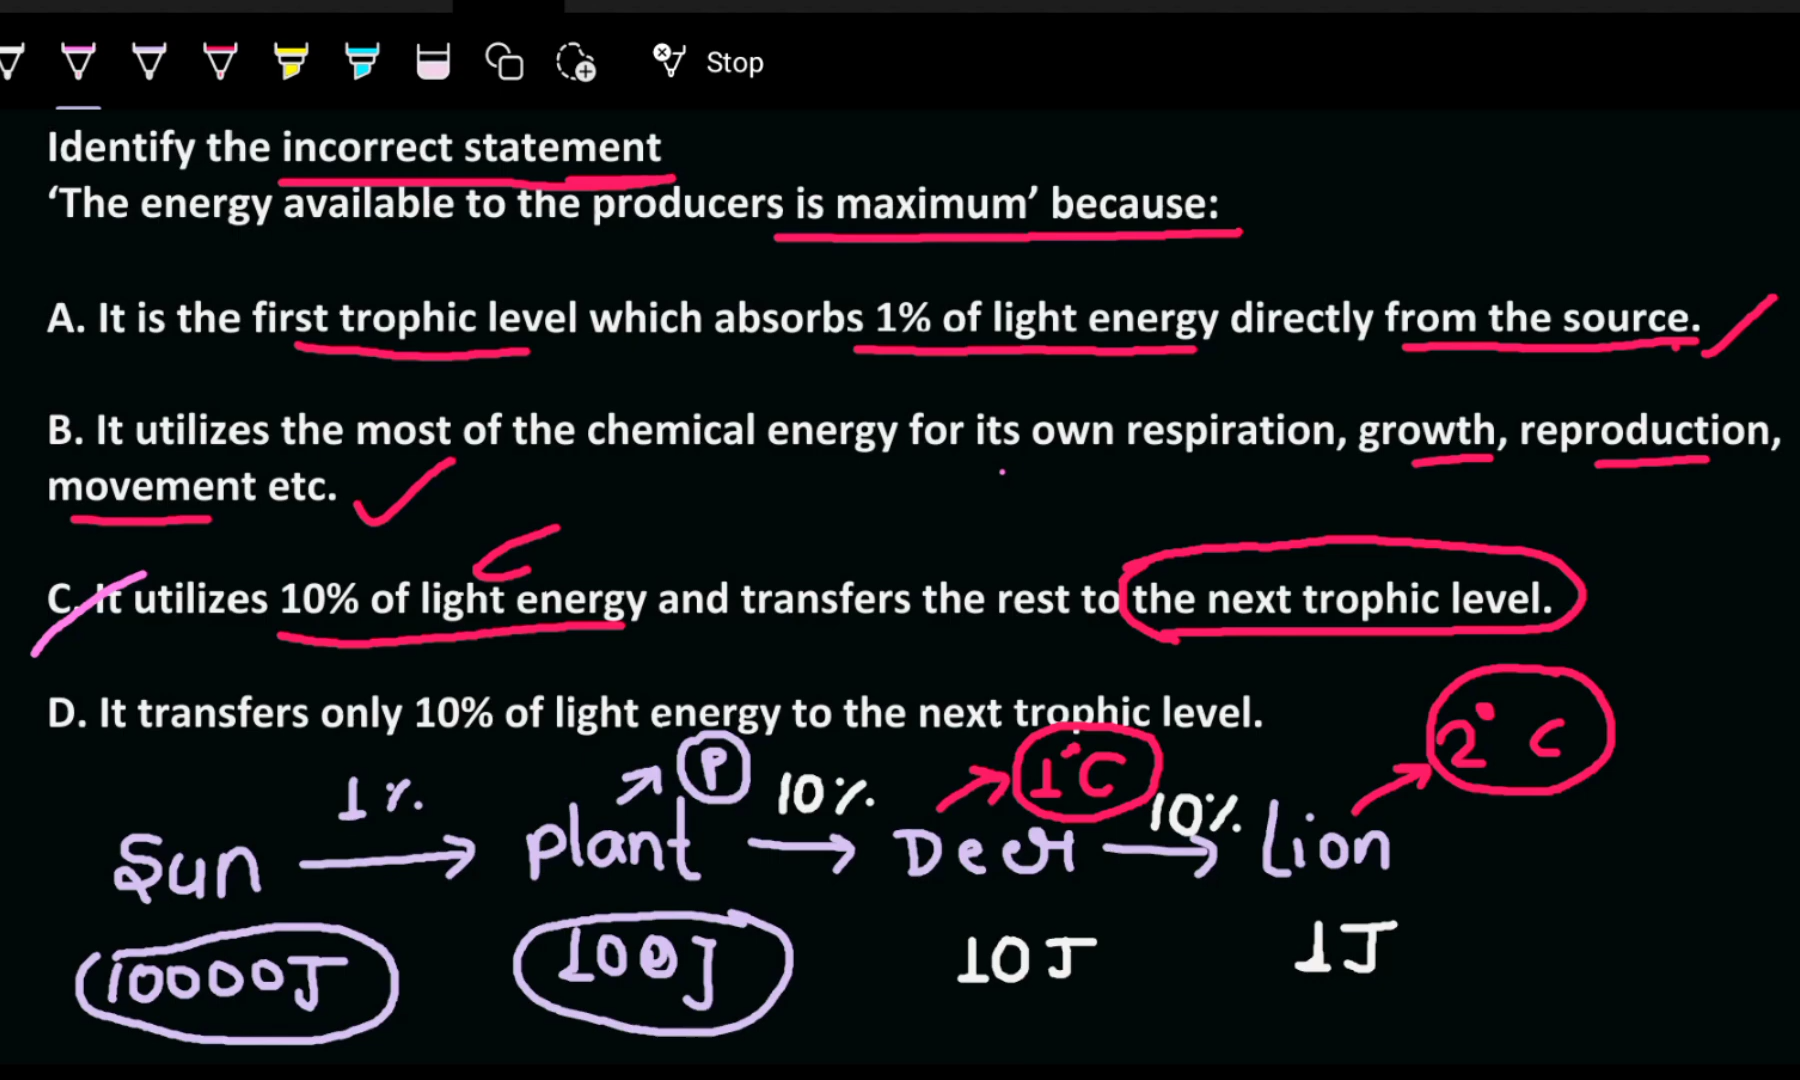 Stop
Identify the incorrect statement
‘The energy available to the producers is maximum’ because:
A. It is the first trophic level which absorbs 1% of light energy directly from the source.
B. It utilizes the most of the chemical energy for its own respiration, growth, reproduction,
movement etc.
C. It utilizes 10% of light energy and transfers the rest to the next trophic level.
D. It transfers only 10% of light energy to the next trophic level.
1% P 10% 1°C 10% 2°C
Sun plant Deer Lion
10000J 100J 10J 1J